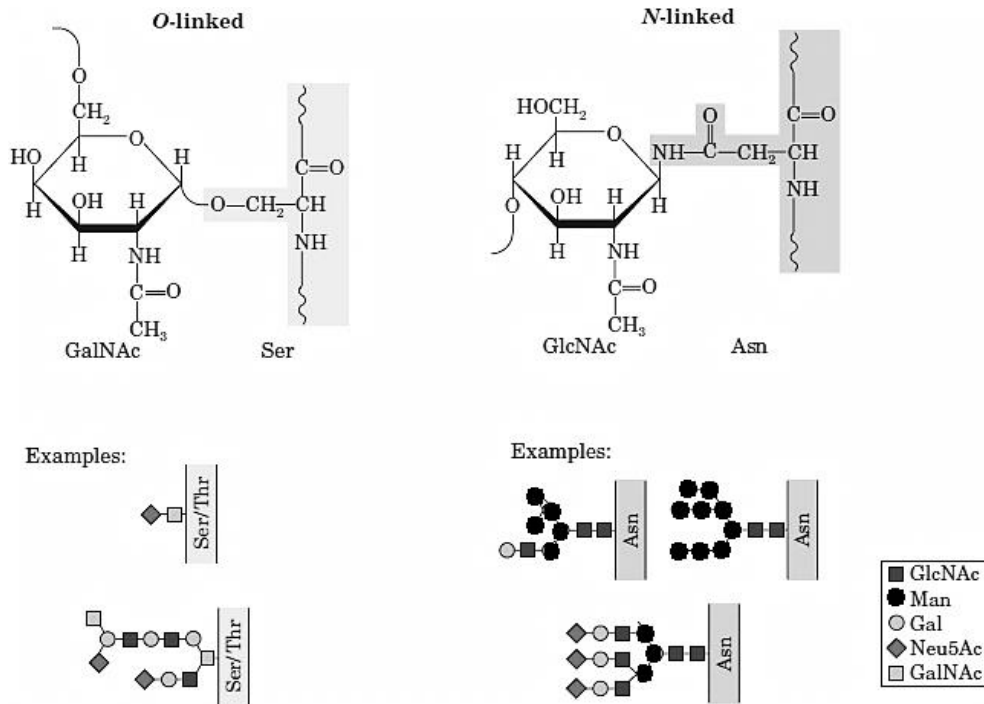 O-linked
O
CH2
O
HO
H
H
OH
H
H
H
NH
C=O
CH3
O—CH2—CH
C=O
NH
GalNAc
Ser
N-linked
HOCH2
O
H
H
O
OH
H
H
H
H
NH
C=O
CH3
NH—C—CH2—CH
O
C=O
NH
GlcNAc
Asn
Examples:
Ser/Thr
Ser/Thr
Examples:
Asn
Asn
Asn
GlcNAc
Man
Gal
Neu5Ac
GalNAc